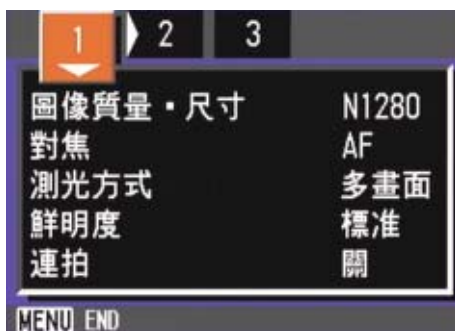 1 2 3
圖像質量・尺寸 N1280
對焦 AF
測光方式 多畫面
鮮明度 標准
連拍 關
MENU END